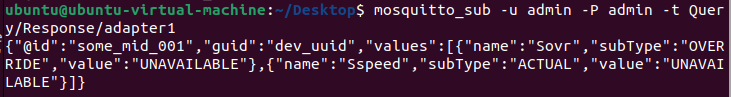 ubuntu@ubuntu-virtual-machine:~/Desktop$ mosquitto_sub -u admin -P admin -t Quer
y/Response/adapter1
{"@id":"some_mid_001","guid":"dev_uuid","values":[{"name":"Sovr","subType":"OVER
RIDE","value":"UNAVAILABLE"},{"name":"Sspeed","subType":"ACTUAL","value":"UNAVAI
LABLE"}]}